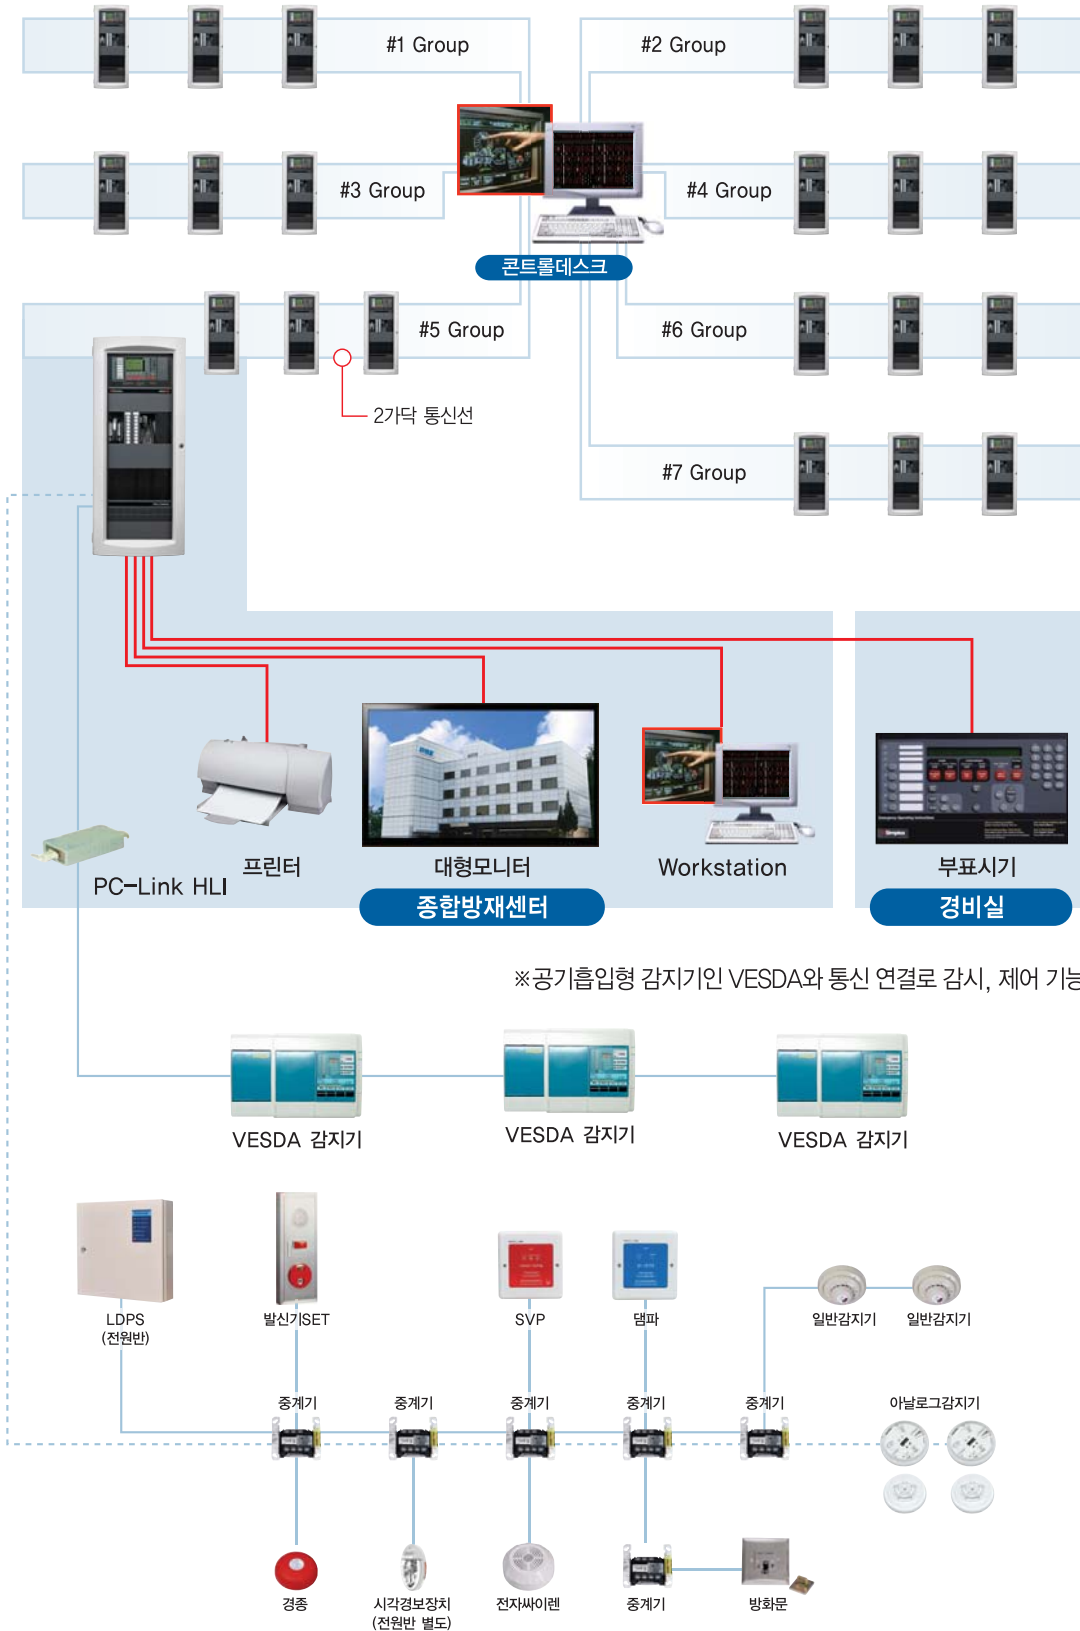 #1 Group
#2 Group
#3 Group
#4 Group
콘트롤데스크
#5 Group
#6 Group
2가닥 통신선
#7 Group
PC-Link HLI
프린터
대형모니터
Workstation
부표시기
종합방재센터
경비실
※공기흡입형 감지기인 VESDA와 통신 연결로 감시, 제어 기능
VESDA 감지기
VESDA 감지기
VESDA 감지기
LDPS
(전원반)
발신기SET
SVP
댐파
일반감지기
일반감지기
중계기
중계기
중계기
중계기
중계기
아날로그감지기
경종
시각경보장치
(전원반 별도)
전자싸이렌
중계기
방화문